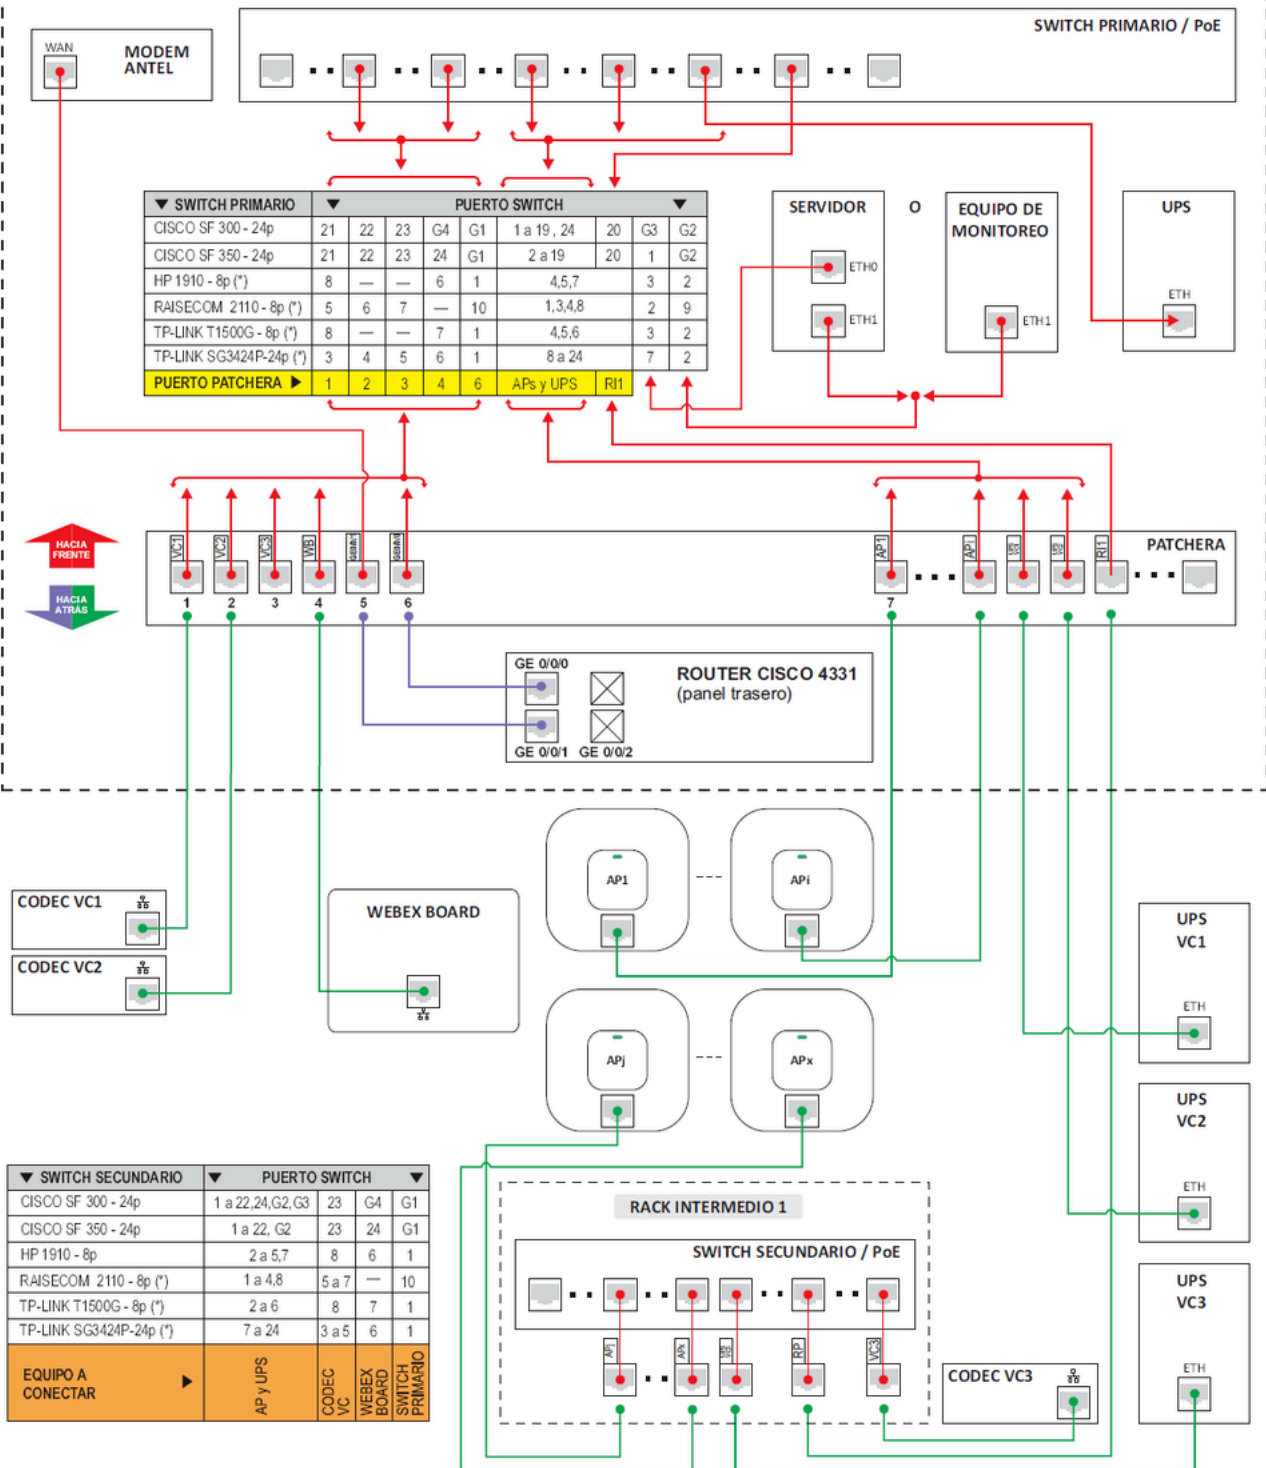 SWITCH PRIMARIO / PoE
WAN
MODEM
ANTEL
▼ SWITCH PRIMARIO ▼ PUERTO SWITCH ▼
CISCO SF 300 - 24p 21 22 23 G4 G1 1 a 19 , 24 20 G3 G2
CISCO SF 350 - 24p 21 22 23 24 G1 2 a 19 20 1 G2
HP 1910 - 8p (*) 8 — — 6 1 4,5,7 3 2
RAISECOM 2110 - 8p (*) 5 6 7 — 10 1,3,4,8 2 9
TP-LINK T1500G - 8p (*) 8 — — 7 1 4,5,6 3 2
TP-LINK SG3424P-24p (*) 3 4 5 6 1 8 a 24 7 2
PUERTO PATCHERA ▶ 1 2 3 4 6 APs y UPS RI1
SERVIDOR
ETH0
ETH1
O
EQUIPO DE
MONITOREO
ETH1
UPS
ETH
HACIA
FRENTE
HACIA
ATRÁS
PATCHERA
VC1 VC2 VC3 WB AP1 APi RI1
1 2 3 4 5 6 7
GE 0/0/0
ROUTER CISCO 4331
(panel trasero)
GE 0/0/1 GE 0/0/2
AP1
APi
CODEC VC1
CODEC VC2
WEBEX BOARD
UPS
VC1
ETH
APj
APx
UPS
VC2
ETH
▼ SWITCH SECUNDARIO ▼ PUERTO SWITCH ▼
CISCO SF 300 - 24p 1 a 22,24,G2,G3 23 G4 G1
CISCO SF 350 - 24p 1 a 22, G2 23 24 G1
HP 1910 - 8p 2 a 5,7 8 6 1
RAISECOM 2110 - 8p (*) 1 a 4,8 5 a 7 — 10
TP-LINK T1500G - 8p (*) 2 a 6 8 7 1
TP-LINK SG3424P-24p (*) 7 a 24 3 a 5 6 1
EQUIPO A
CONECTAR ▶
AP y UPS
CODEC
VC
WEBEX
BOARD
SWITCH
PRIMARIO
RACK INTERMEDIO 1
SWITCH SECUNDARIO / PoE
APj APx RP VC3
CODEC VC3
UPS
VC3
ETH